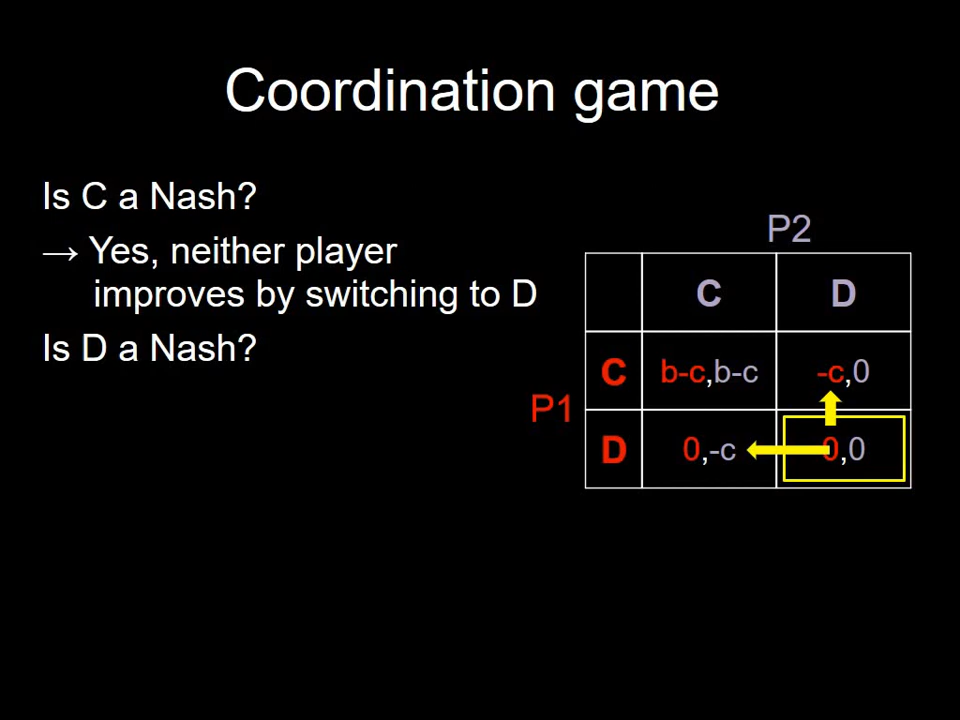 Coordination game
Is C a Nash?
→ Yes, neither player
improves by switching to D
Is D a Nash?
P2
C D
C b-c,b-c -c,0
P1
D 0,-c 0,0